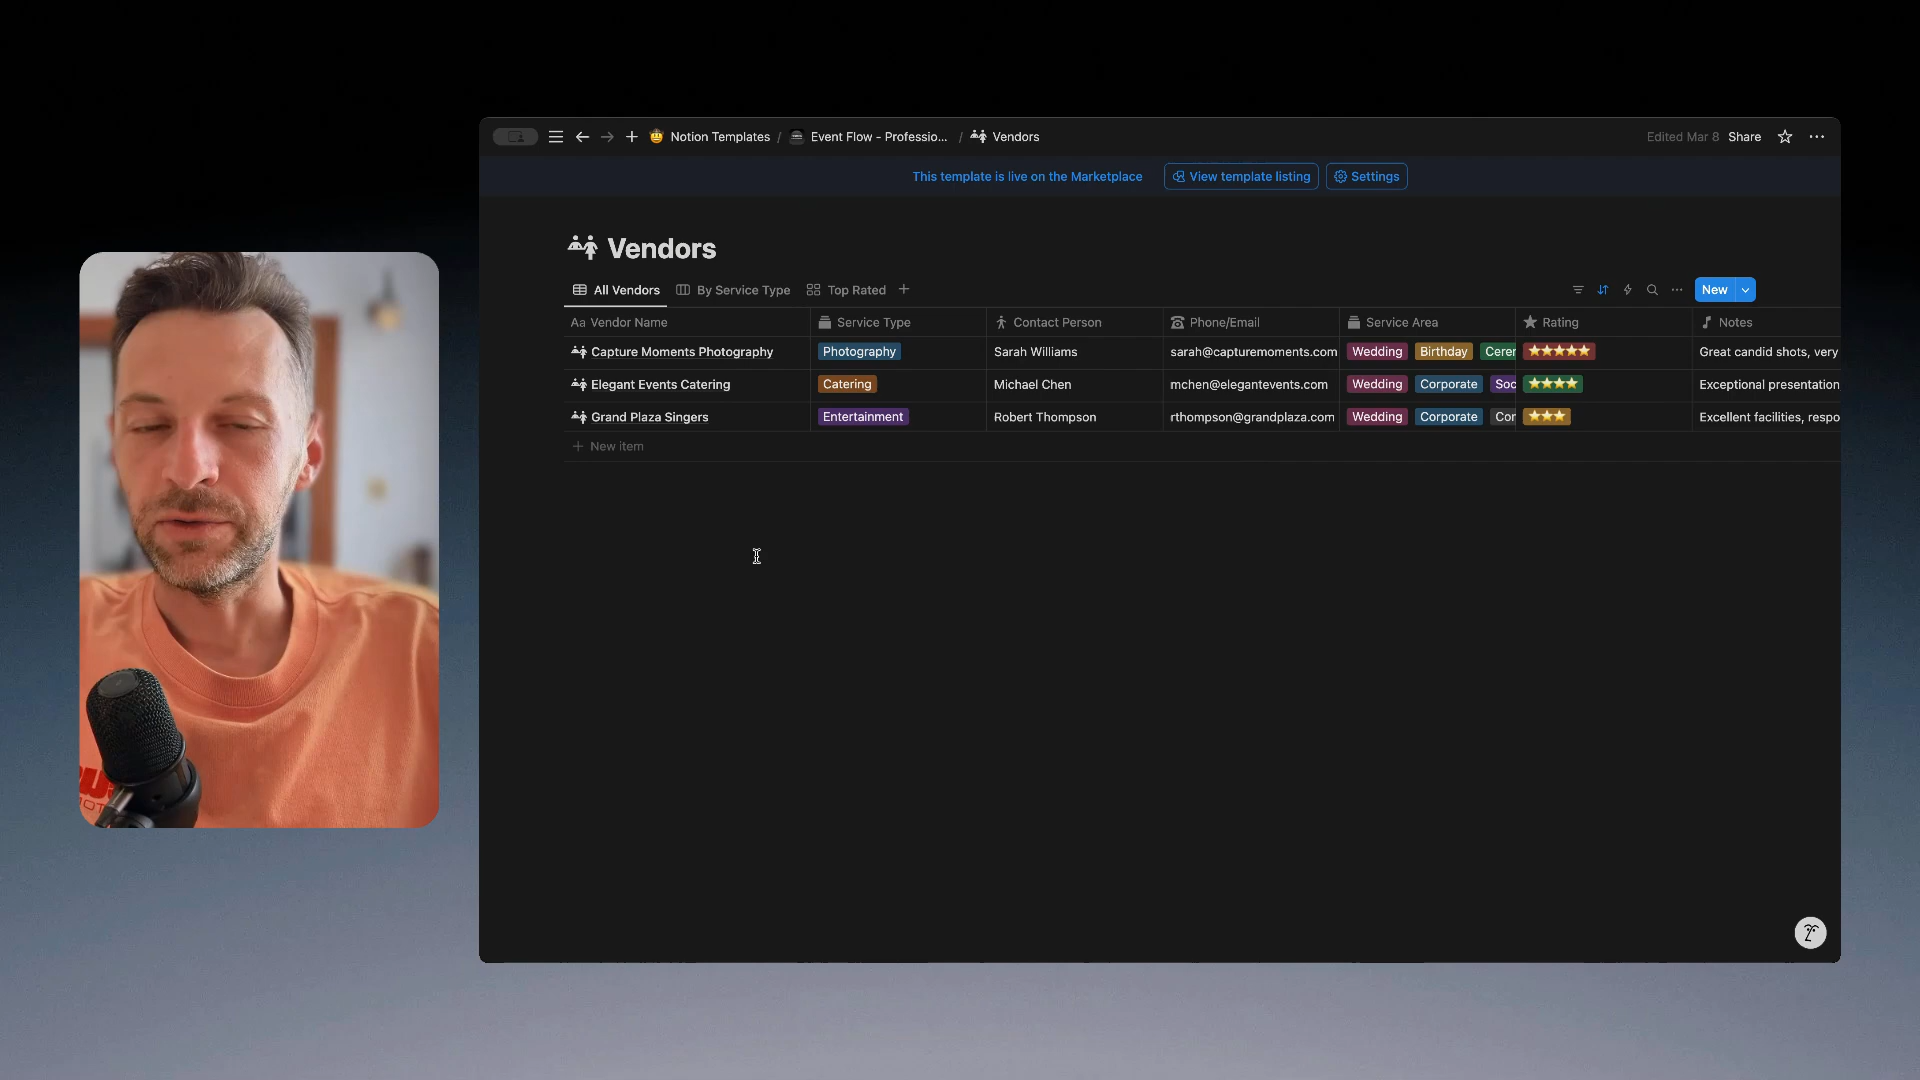 Notion Templates / Event Flow - Professio... / Vendors
Edited Mar 8 Share
This template is live on the Marketplace View template listing Settings
Vendors
All Vendors By Service Type Top Rated
New
Aa Vendor Name Service Type Contact Person Phone/Email Service Area Rating Notes
Capture Moments Photography Photography Sarah Williams sarah@capturemoments.com Wedding Birthday Cerer Great candid shots, very
Elegant Events Catering Catering Michael Chen mchen@elegantevents.com Wedding Corporate Soc Exceptional presentation
Grand Plaza Singers Entertainment Robert Thompson rthompson@grandplaza.com Wedding Corporate Cor Excellent facilities, respo
New item